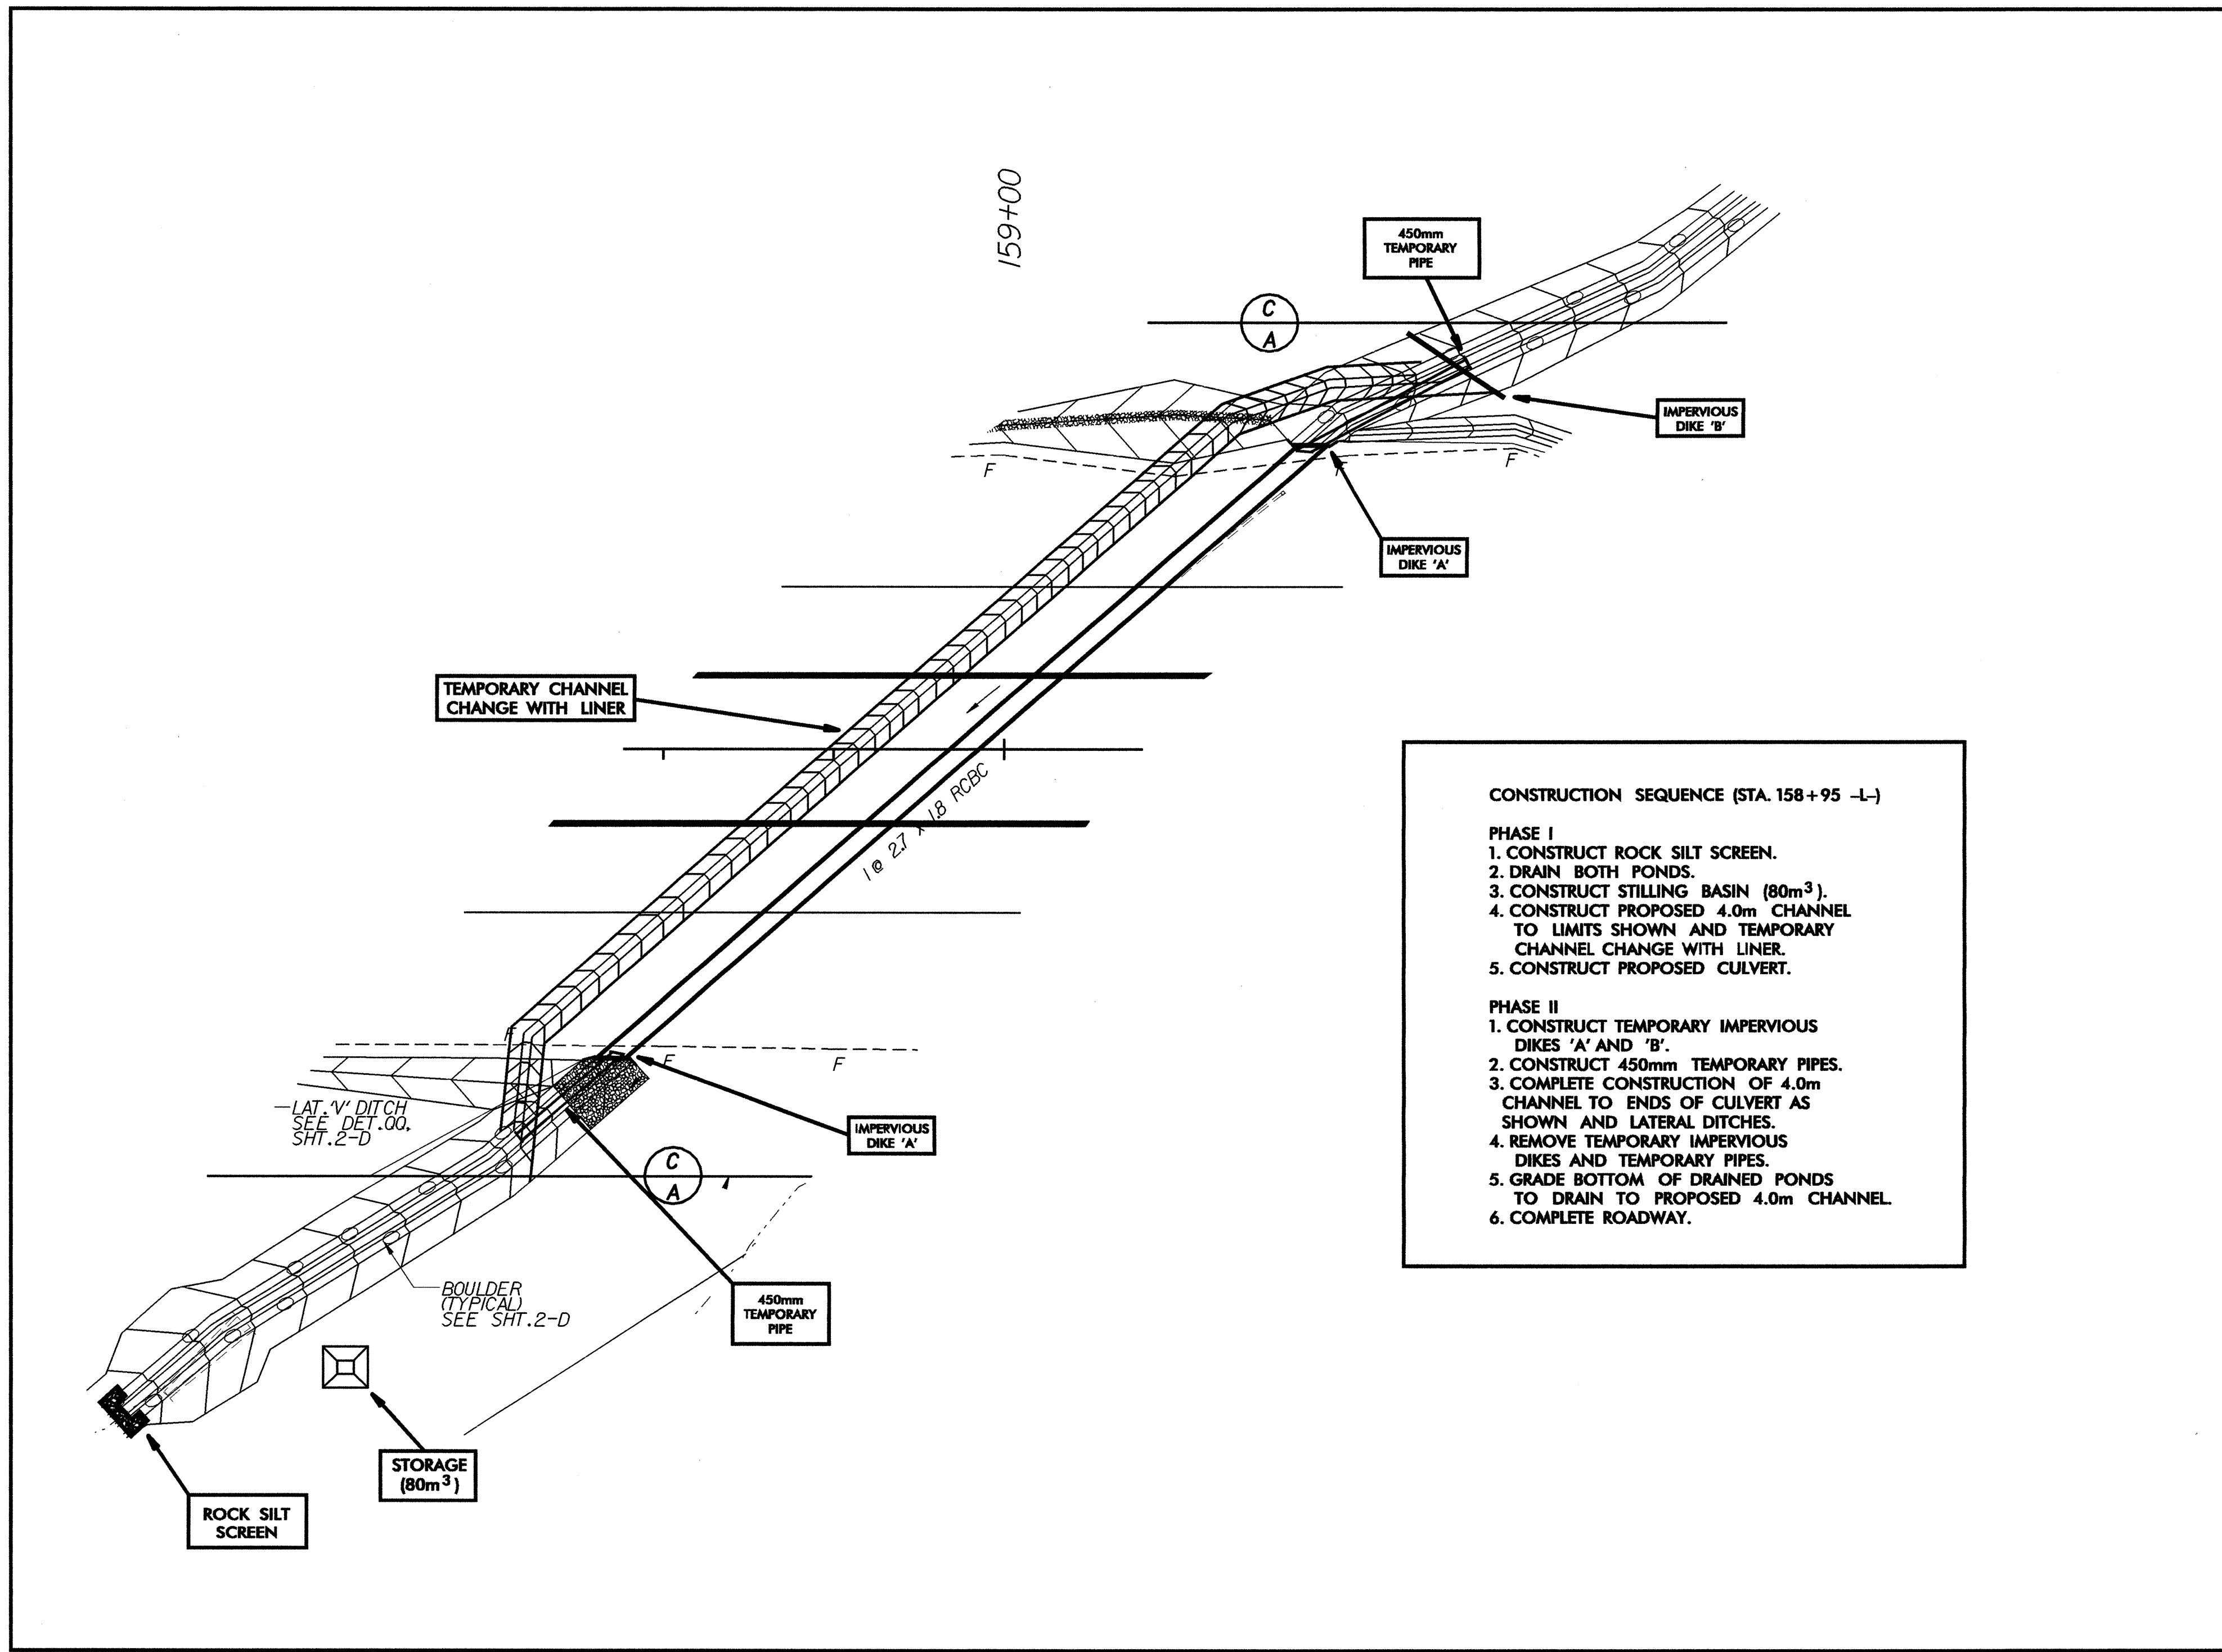 159+00
450mm
TEMPORARY
PIPE
C
A
IMPERVIOUS
DIKE 'B'
F
F
F
IMPERVIOUS
DIKE 'A'
TEMPORARY CHANNEL
CHANGE WITH LINER
1 @ 2.7 X 1.8 RCBC
CONSTRUCTION SEQUENCE (STA. 158+95 -L-)
PHASE I
1. CONSTRUCT ROCK SILT SCREEN.
2. DRAIN BOTH PONDS.
3. CONSTRUCT STILLING BASIN (80m³).
4. CONSTRUCT PROPOSED 4.0m CHANNEL
TO LIMITS SHOWN AND TEMPORARY
CHANNEL CHANGE WITH LINER.
5. CONSTRUCT PROPOSED CULVERT.
PHASE II
1. CONSTRUCT TEMPORARY IMPERVIOUS
DIKES 'A' AND 'B'.
2. CONSTRUCT 450mm TEMPORARY PIPES.
3. COMPLETE CONSTRUCTION OF 4.0m
CHANNEL TO ENDS OF CULVERT AS
SHOWN AND LATERAL DITCHES.
4. REMOVE TEMPORARY IMPERVIOUS
DIKES AND TEMPORARY PIPES.
5. GRADE BOTTOM OF DRAINED PONDS
TO DRAIN TO PROPOSED 4.0m CHANNEL.
6. COMPLETE ROADWAY.
F
F
F
LAT. 'V' DITCH
SEE DET. QQ,
SHT. 2-D
IMPERVIOUS
DIKE 'A'
C
A
BOULDER
(TYPICAL)
SEE SHT. 2-D
450mm
TEMPORARY
PIPE
STORAGE
(80m³)
ROCK SILT
SCREEN